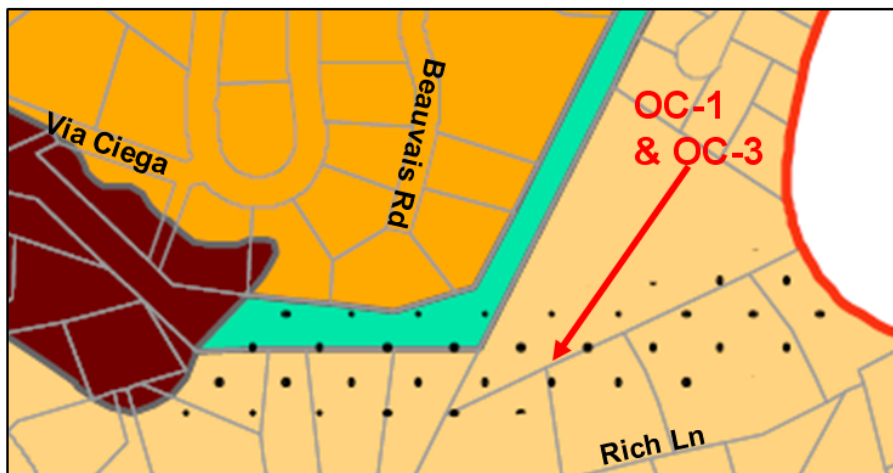 Via Ciega
Beauvais Rd
OC-1
& OC-3
Rich Ln